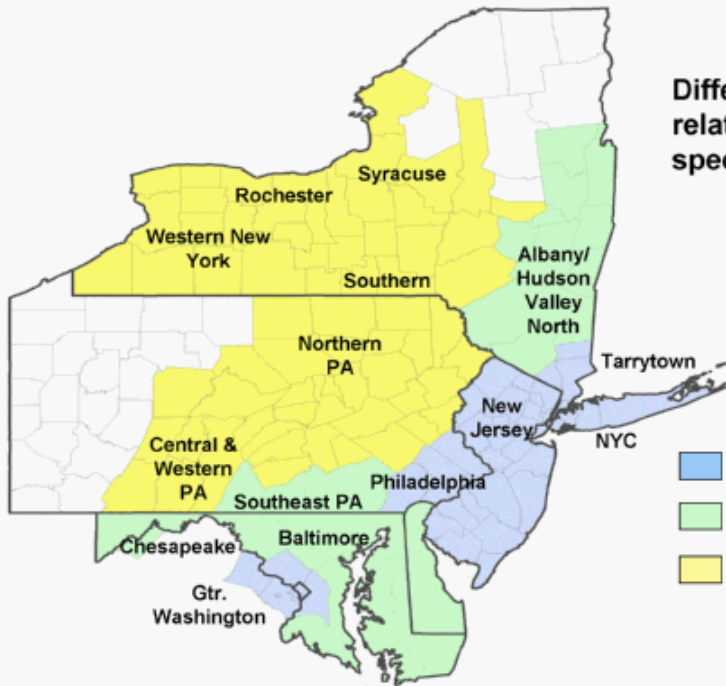 Diffe
relat
spec
Syracuse
Rochester
Western New
York
Albany/
Hudson
Valley
North
Southern
Northern
PA
Tarrytown
New
Jersey
NYC
Central &
Western
PA
Philadelphia
Southeast PA
Baltimore
Chesapeake
Gtr.
Washington